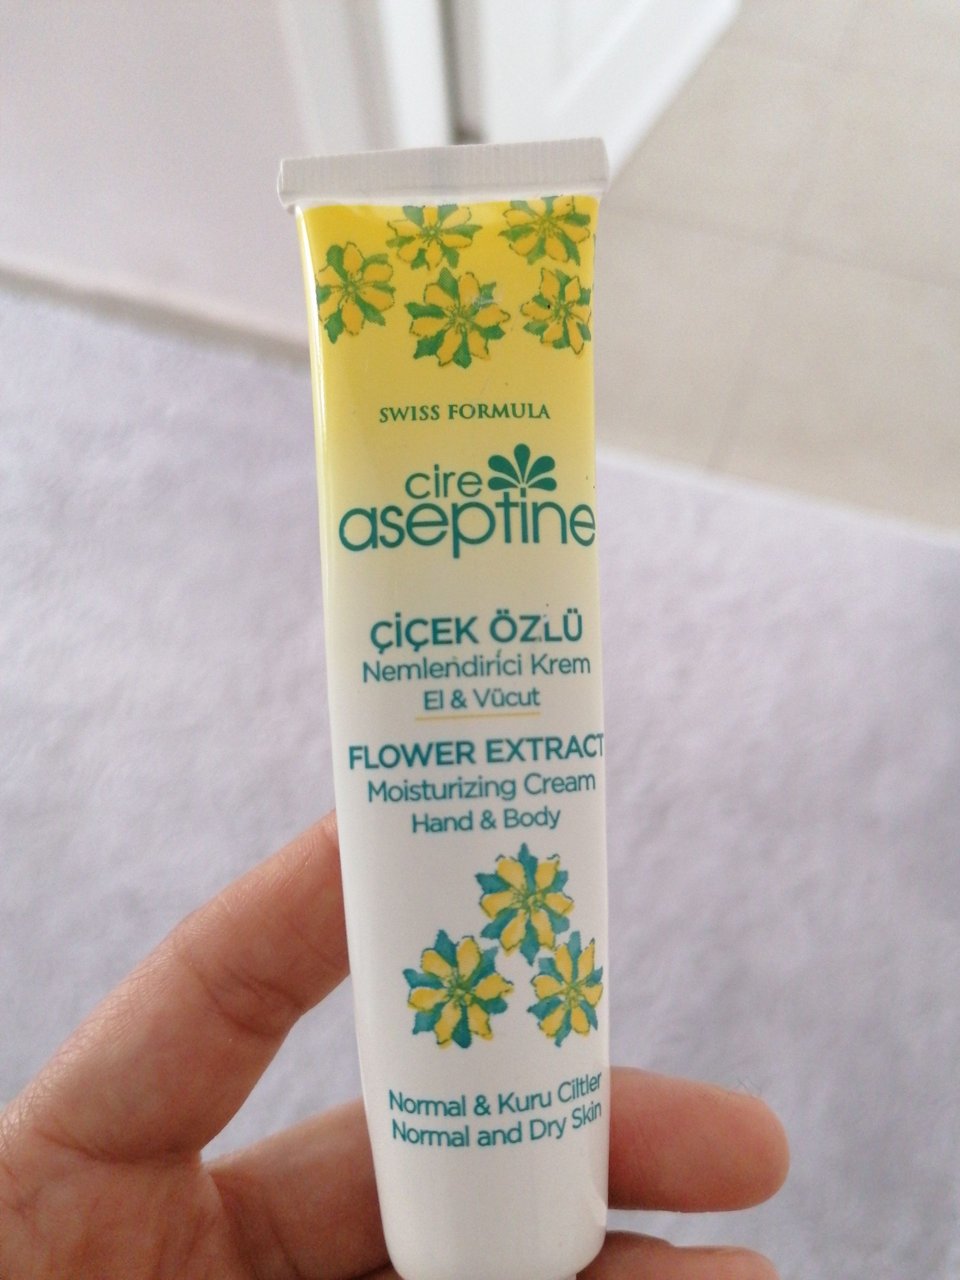 SWISS FORMULA
cire
aseptine
ÇİÇEK ÖZLÜ
Nemlendirici Krem
El & Vücut
FLOWER EXTRACT
Moisturizing Cream
Hand & Body
Normal & Kuru Ciltler
Normal and Dry Skin